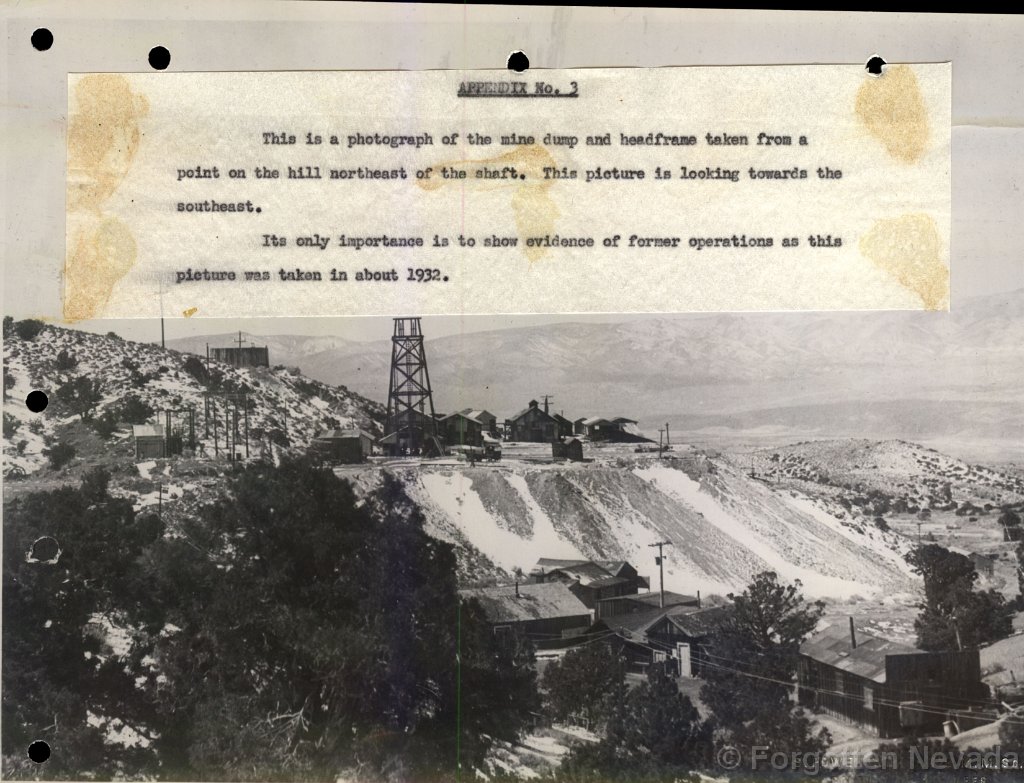 APPENDIX No. 3
This is a photograph of the mine dump and headframe taken from a
point on the hill northeast of the shaft. This picture is looking towards the
southeast.
Its only importance is to show evidence of former operations as this
picture was taken in about 1932.
© Forgotten Nevada